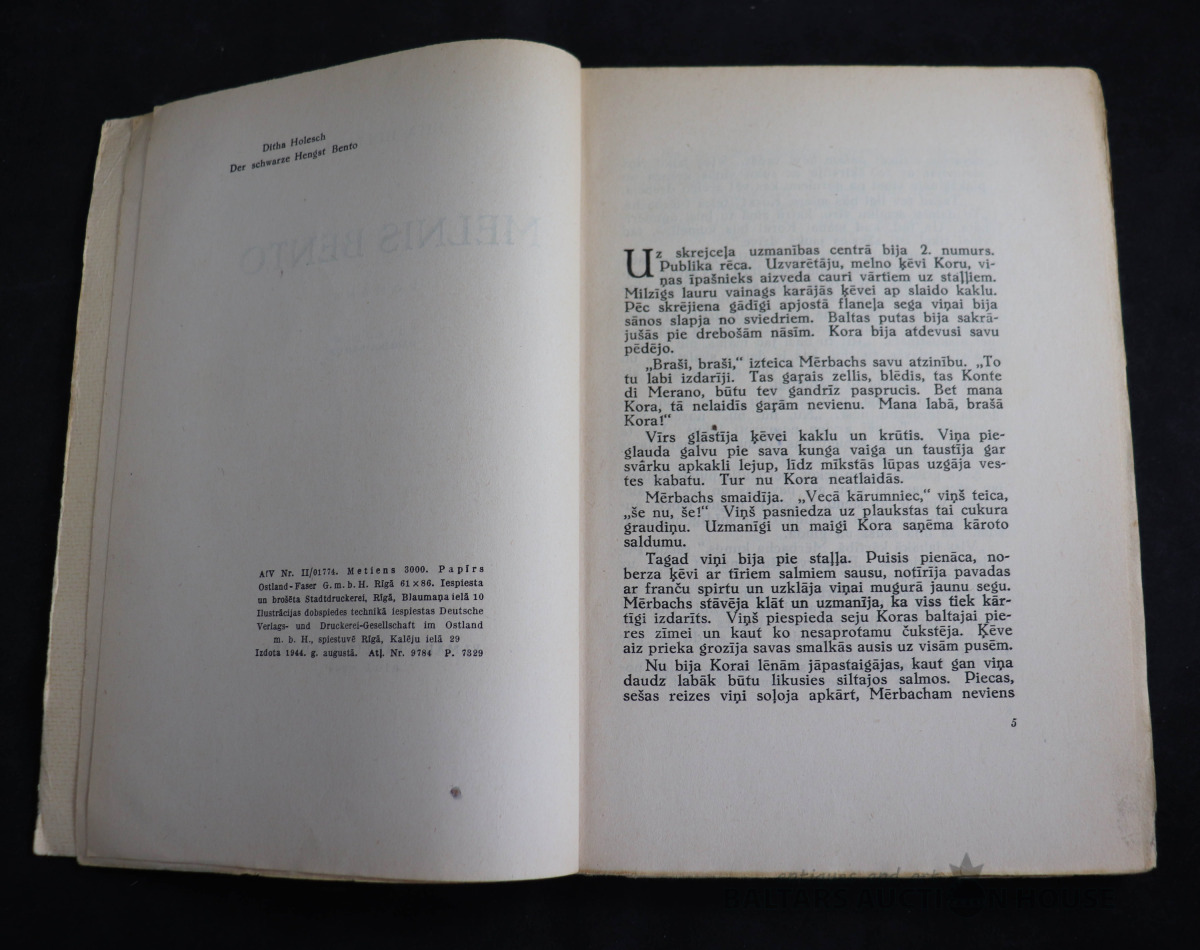 Ditha Holesch
Der schwarze Hengst Bento
MELNIS BENTO
AfV Nr. II/01774. Metiens 3000. Papīrs
Ostland-Faser G. m. b. H. Rīgā 61×86. Iespiesta
un brošēta Stadtdruckerei, Rīgā, Blaumaņa ielā 10
Ilustrācijas dobspiedes technikā iespiestas Deutsche
Verlags- und Druckerei-Gesellschaft im Ostland
m. b. H., spiestuvē Rīgā, Kalēju ielā 29
Izdota 1944. g. augustā. Atļ. Nr. 9784 P. 7329
Uz skrejceļa uzmanības centrā bija 2. numurs.
Publika rēca. Uzvarētāju, melno ķēvi Koru, vi-
ņas īpašnieks aizveda cauri vārtiem uz staļļiem.
Milzīgs lauru vainags karājās ķēvei ap slaido kaklu.
Pēc skrējiena gādīgi apjostā flaneļa sega viņai bija
sānos slapja no sviedriem. Baltas putas bija sakrā-
jušās pie drebošām nāsīm. Kora bija atdevusi savu
pēdējo.
„Braši, braši,“ izteica Mērbachs savu atzinību. „To
tu labi izdarīji. Tas gaŗais zellis, blēdis, tas Konte
di Merano, būtu tev gandrīz pasprucis. Bet mana
Kora, tā nelaidīs gaŗām nevienu. Mana labā, brašā
Kora!“
Vīrs glāstīja ķēvei kaklu un krūtis. Viņa pie-
glauda galvu pie sava kunga vaiga un taustīja gar
svārku apkakli lejup, līdz mīkstās lūpas uzgāja ves-
tes kabatu. Tur nu Kora neatlaidās.
Mērbachs smaidīja. „Vecā kārumniec,“ viņš teica,
„še nu, še!“ Viņš pasniedza uz plaukstas tai cukura
graudiņu. Uzmanīgi un maigi Kora saņēma kāroto
saldumu.
Tagad viņi bija pie staļļa. Puisis pienāca, no-
berza ķēvi ar tīriem salmiem sausu, notīrīja pavadas
ar franču spirtu un uzklāja viņai mugurā jaunu segu.
Mērbachs stāvēja klāt un uzmanīja, ka viss tiek kār-
tīgi izdarīts. Viņš piespieda seju Koras baltajai pie-
res zīmei un kaut ko nesaprotamu čukstēja. Ķēve
aiz prieka grozīja savas smalkās ausis uz visām pusēm.
Nu bija Korai lēnām jāpastaigājas, kaut gan viņa
daudz labāk būtu likusies siltajos salmos. Piecas,
sešas reizes viņi soļoja apkārt, Mērbacham neviens
5
antiques and arts
BALTARS AUCTION HOUSE